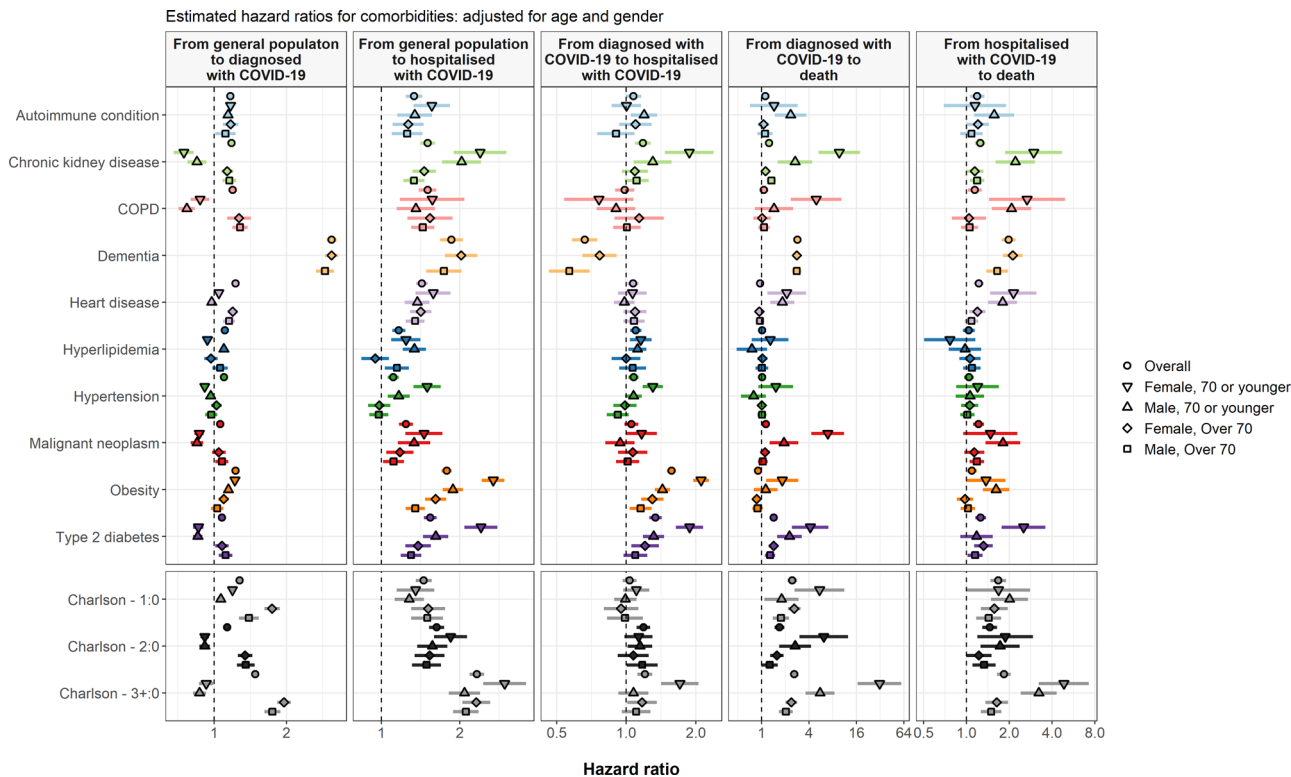 Estimated hazard ratios for comorbidities: adjusted for age and gender
From general populaton
to diagnosed
with COVID-19
From general population
to hospitalised
with COVID-19
From diagnosed with
COVID-19 to hospitalised
with COVID-19
From diagnosed with
COVID-19 to
death
From hospitalised
with COVID-19
to death
Autoimmune condition
Chronic kidney disease
COPD
Dementia
Heart disease
Hyperlipidemia
Hypertension
Malignant neoplasm
Obesity
Type 2 diabetes
Charlson - 1:0
Charlson - 2:0
Charlson - 3+:0
Overall
Female, 70 or younger
Male, 70 or younger
Female, Over 70
Male, Over 70
1 2
1 2
0.5 1.0 2.0
1 4 16 64
0.5 1.0 2.0 4.0 8.0
Hazard ratio